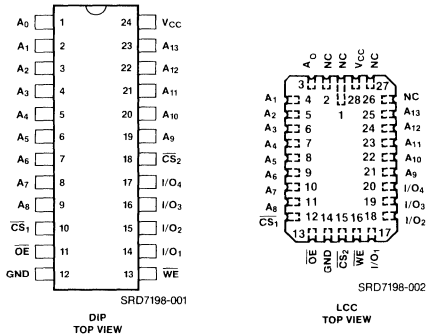 A0 1 24 VCC
A1 2 23 A13
A2 3 22 A12
A3 4 21 A11
A4 5 20 A10
A5 6 19 A9
A6 7 18 CS2
A7 8 17 I/O4
A8 9 16 I/O3
CS1 10 15 I/O2
OE 11 14 I/O1
GND 12 13 WE
SRD7198-001
DIP
TOP VIEW
A0 NC NC VCC NC
3 2 1 28 26 27
A1 4 NC
A2 5 25 A13
A3 6 24 A12
A4 7 23 A11
A5 8 22 A10
A6 9 21 A9
A7 10 20 I/O4
A8 11 19 I/O3
CS1 12 18 I/O2
13 14 15 16 17
OE GND CS2 WE I/O1
SRD7198-002
LCC
TOP VIEW